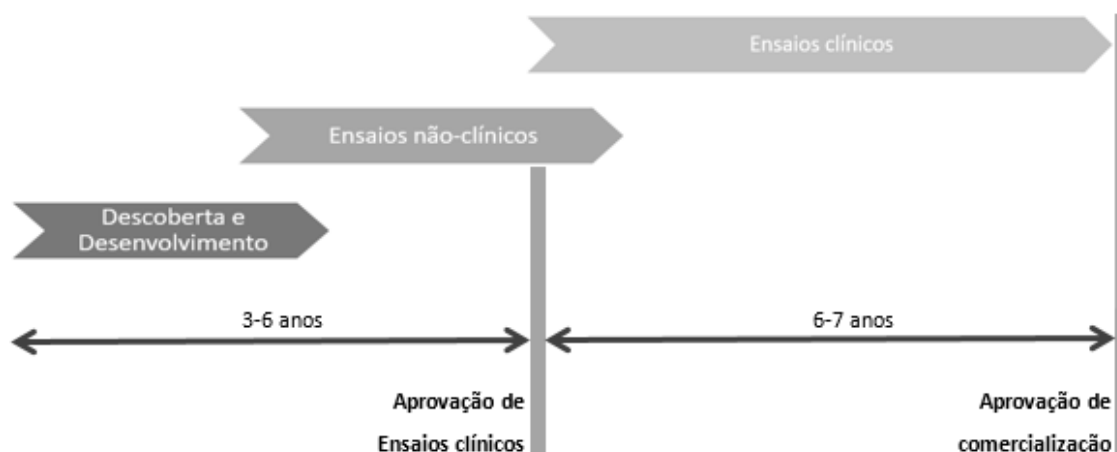 Ensaios clínicos
Ensaios não-clínicos
Descoberta e
Desenvolvimento
3-6 anos
6-7 anos
Aprovação de
Ensaios clínicos
Aprovação de
comercialização